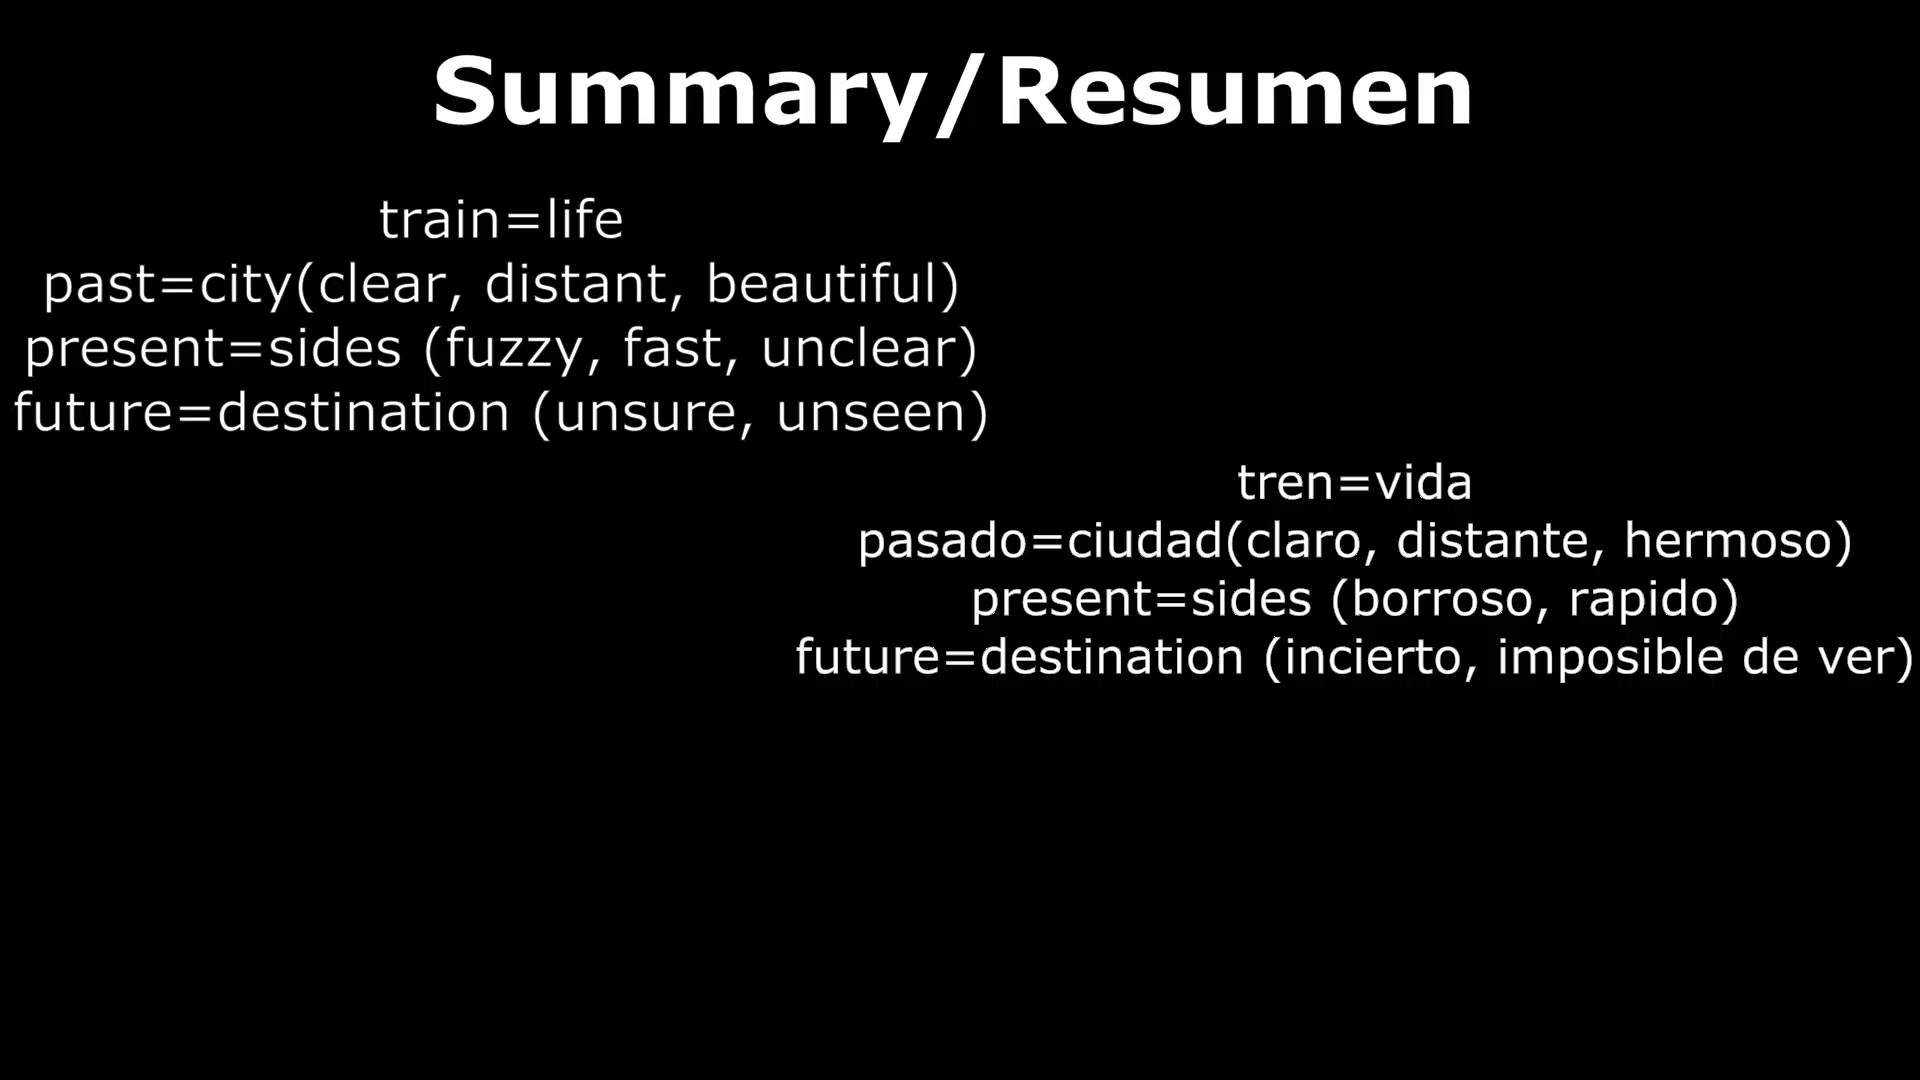 Summary/Resumen
train=life
past=city(clear, distant, beautiful)
present=sides (fuzzy, fast, unclear)
future=destination (unsure, unseen)
tren=vida
pasado=ciudad(claro, distante, hermoso)
present=sides (borroso, rapido)
future=destination (incierto, imposible de ver)